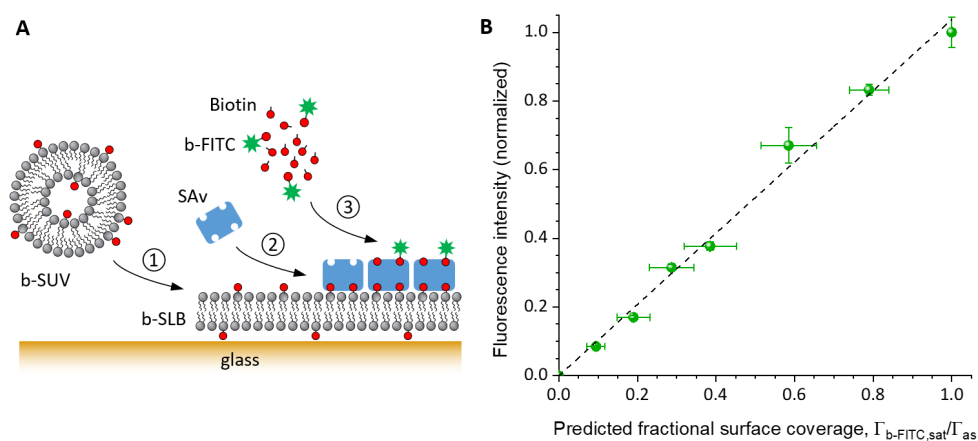 A
Biotin
b-FITC
SAv
3
2
1
b-SUV
b-SLB
glass
B
Fluorescence intensity (normalized)
1.0
0.8
0.6
0.4
0.2
0.0
0.0 0.2 0.4 0.6 0.8 1.0
Predicted fractional surface coverage, Γb-FITC,sat/Γas